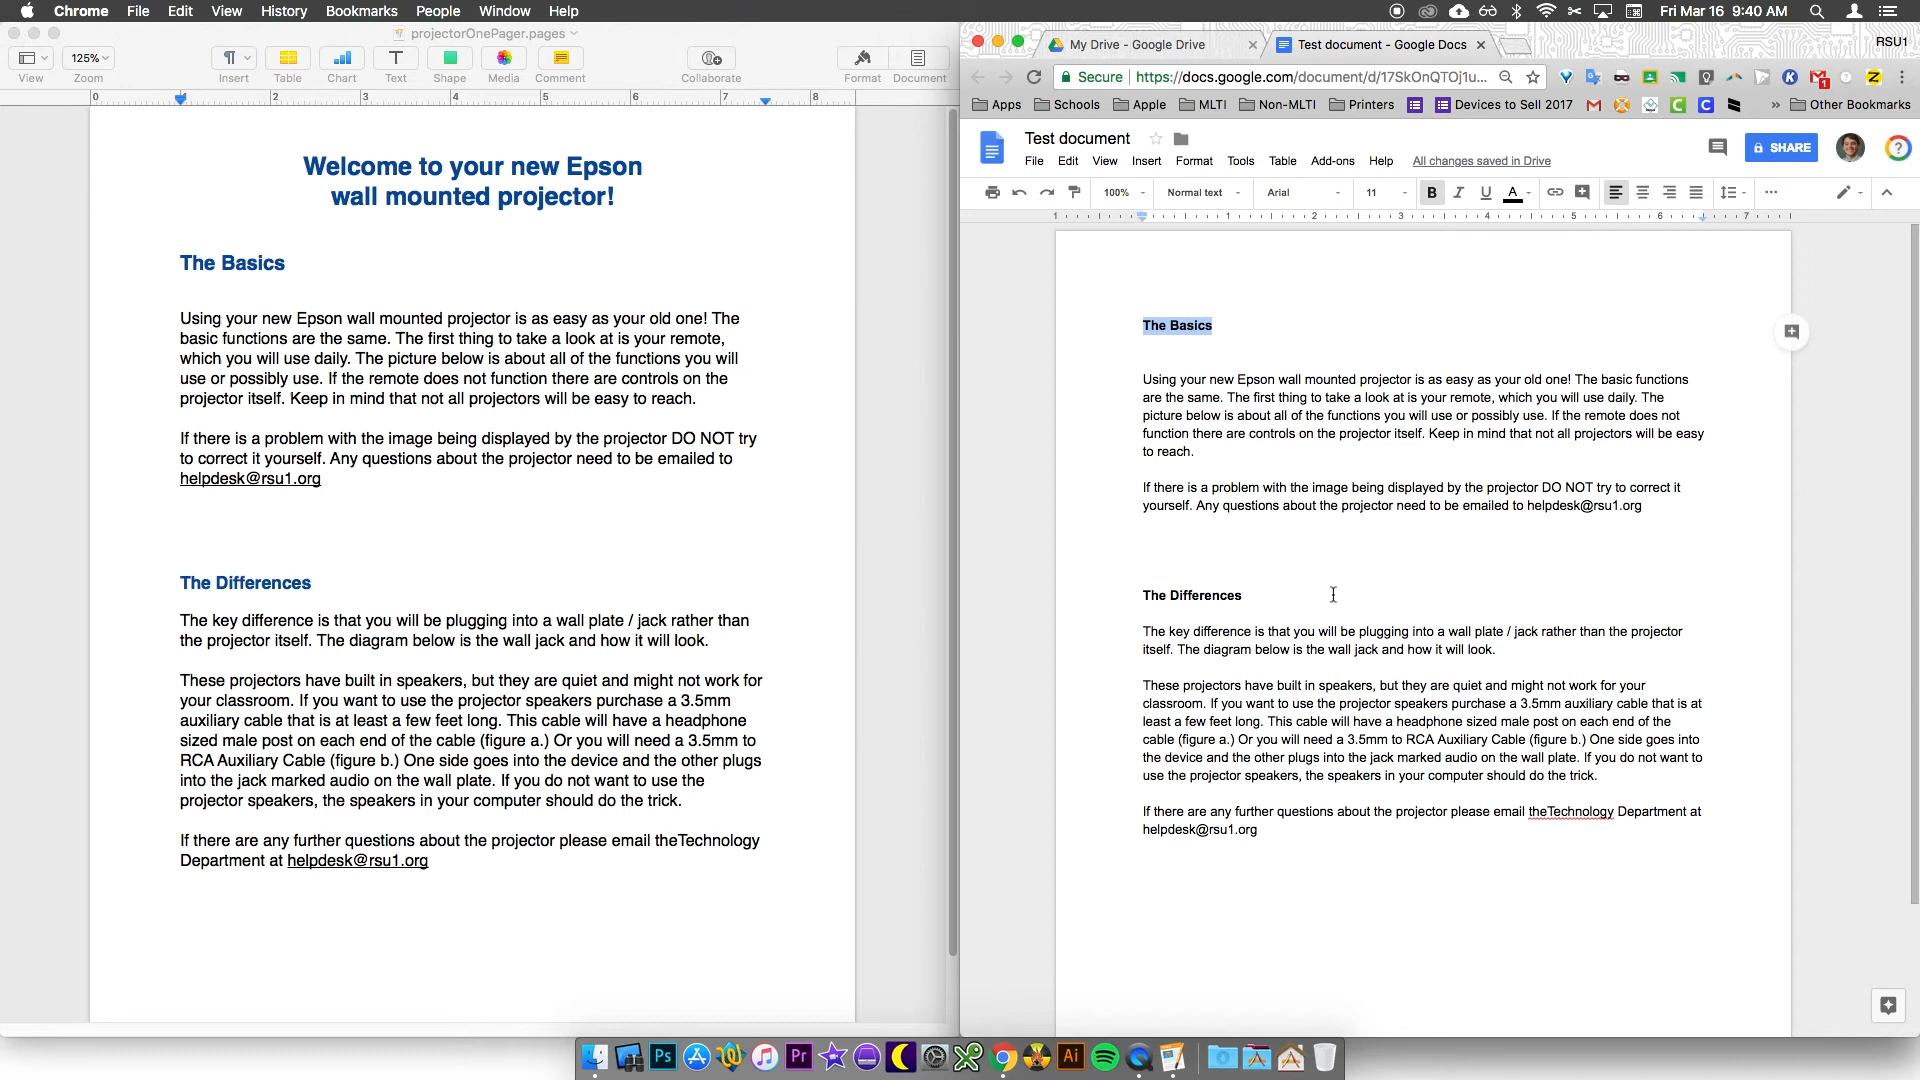 Chrome File Edit View History Bookmarks People Window Help Fri Mar 16 9:40 AM
projectorOnePager.pages
125%
View Zoom Insert Table Chart Text Shape Media Comment Collaborate Format Document
0 2 3 4 5 6 7 8
Welcome to your new Epson
wall mounted projector!
The Basics
Using your new Epson wall mounted projector is as easy as your old one! The
basic functions are the same. The first thing to take a look at is your remote,
which you will use daily. The picture below is about all of the functions you will
use or possibly use. If the remote does not function there are controls on the
projector itself. Keep in mind that not all projectors will be easy to reach.
If there is a problem with the image being displayed by the projector DO NOT try
to correct it yourself. Any questions about the projector need to be emailed to
helpdesk@rsu1.org
The Differences
The key difference is that you will be plugging into a wall plate / jack rather than
the projector itself. The diagram below is the wall jack and how it will look.
These projectors have built in speakers, but they are quiet and might not work for
your classroom. If you want to use the projector speakers purchase a 3.5mm
auxiliary cable that is at least a few feet long. This cable will have a headphone
sized male post on each end of the cable (figure a.) Or you will need a 3.5mm to
RCA Auxiliary Cable (figure b.) One side goes into the device and the other plugs
into the jack marked audio on the wall plate. If you do not want to use the
projector speakers, the speakers in your computer should do the trick.
If there are any further questions about the projector please email theTechnology
Department at helpdesk@rsu1.org
My Drive - Google Drive Test document - Google Docs RSU1
Secure https://docs.google.com/document/d/17SkOnQTOj1u...
Apps Schools Apple MLTI Non-MLTI Printers Devices to Sell 2017 » Other Bookmarks
Test document
File Edit View Insert Format Tools Table Add-ons Help All changes saved in Drive
SHARE
100% Normal text Arial 11 B I U A
1 1 2 3 4 5 6 7
The Basics
Using your new Epson wall mounted projector is as easy as your old one! The basic functions
are the same. The first thing to take a look at is your remote, which you will use daily. The
picture below is about all of the functions you will use or possibly use. If the remote does not
function there are controls on the projector itself. Keep in mind that not all projectors will be easy
to reach.
If there is a problem with the image being displayed by the projector DO NOT try to correct it
yourself. Any questions about the projector need to be emailed to helpdesk@rsu1.org
The Differences
The key difference is that you will be plugging into a wall plate / jack rather than the projector
itself. The diagram below is the wall jack and how it will look.
These projectors have built in speakers, but they are quiet and might not work for your
classroom. If you want to use the projector speakers purchase a 3.5mm auxiliary cable that is at
least a few feet long. This cable will have a headphone sized male post on each end of the
cable (figure a.) Or you will need a 3.5mm to RCA Auxiliary Cable (figure b.) One side goes into
the device and the other plugs into the jack marked audio on the wall plate. If you do not want to
use the projector speakers, the speakers in your computer should do the trick.
If there are any further questions about the projector please email theTechnology Department at
helpdesk@rsu1.org
Ps Pr Ai